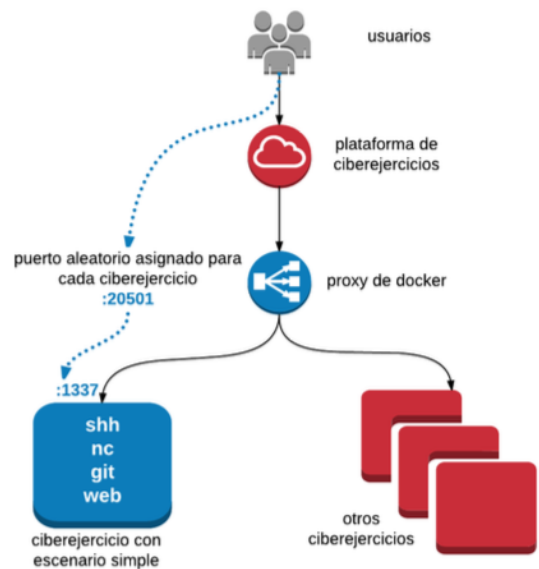 usuarios
plataforma de
ciberejercicios
puerto aleatorio asignado para
cada ciberejercicio
:20501
proxy de docker
:1337
shh
nc
git
web
ciberejercicio con
escenario simple
otros
ciberejercicios